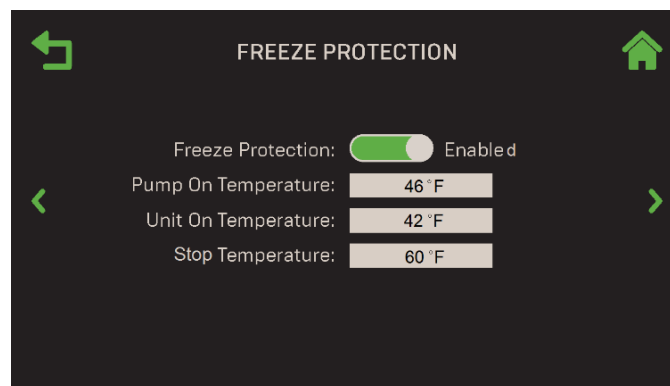 FREEZE PROTECTION
Freeze Protection: Enabled
Pump On Temperature: 46°F
Unit On Temperature: 42°F
Stop Temperature: 60°F